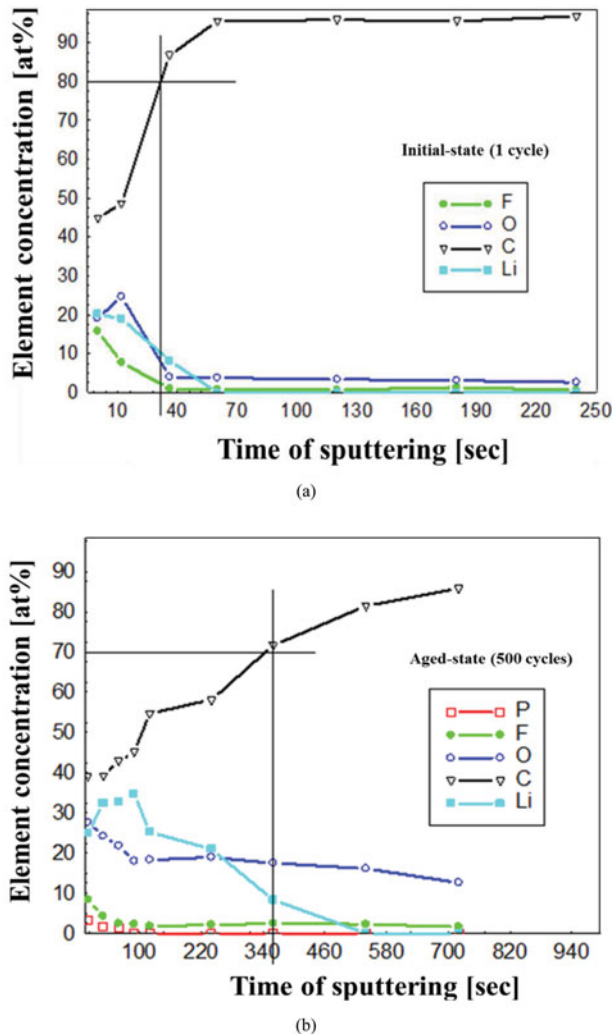 Element concentration [at%]
90
80
70
60
50
40
30
20
10
0
Initial-state (1 cycle)
F
O
C
Li
10 40 70 100 130 160 190 220 250
Time of sputtering [sec]
(a)
Element concentration [at%]
90
80
70
60
50
40
30
20
10
0
Aged-state (500 cycles)
P
F
O
C
Li
100 220 340 460 580 700 820 940
Time of sputtering [sec]
(b)